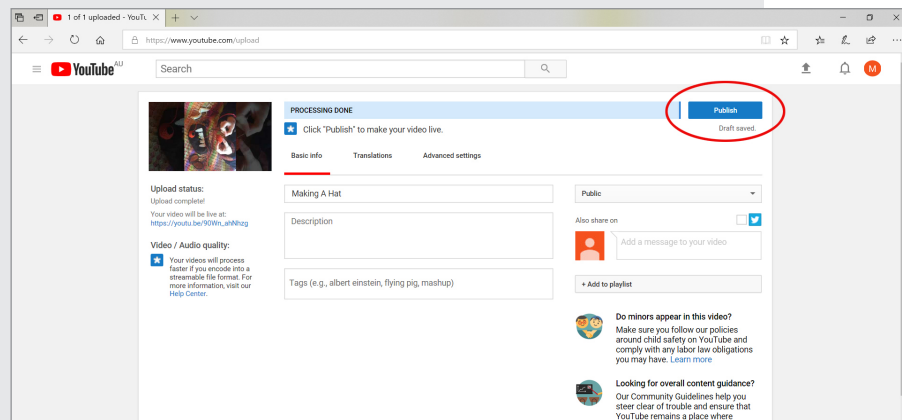 1 of 1 uploaded - YouTu
https://www.youtube.com/upload
YouTube AU
Search
M
PROCESSING DONE
Publish
Click "Publish" to make your video live.
Draft saved.
Basic info
Translations
Advanced settings
Upload status:
Upload complete!
Your video will be live at:
https://youtu.be/90Wn_ahNhzg
Video / Audio quality:
Your videos will process
faster if you encode into a
streamable file format. For
more information, visit our
Help Center.
Making A Hat
Description
Tags (e.g., albert einstein, flying pig, mashup)
Public
Also share on
Add a message to your video
+ Add to playlist
Do minors appear in this video?
Make sure you follow our policies
around child safety on YouTube and
comply with any labor law obligations
you may have. Learn more
Looking for overall content guidance?
Our Community Guidelines help you
steer clear of trouble and ensure that
YouTube remains a place where